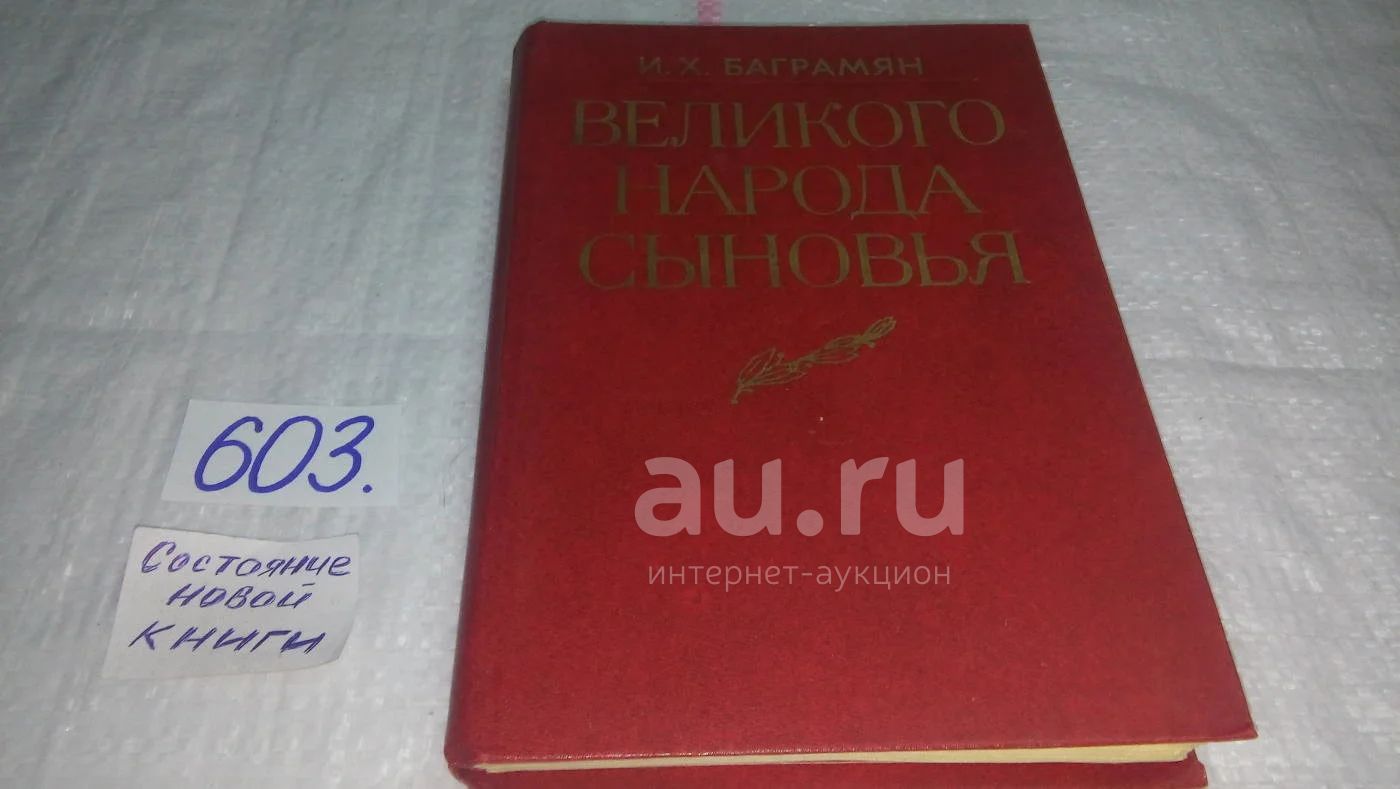 И. Х. БАГРАМЯН
ВЕЛИКОГО
НАРОДА
СЫНОВЬЯ
603.
Состояние
новой
книги
au.ru
интернет-аукцион